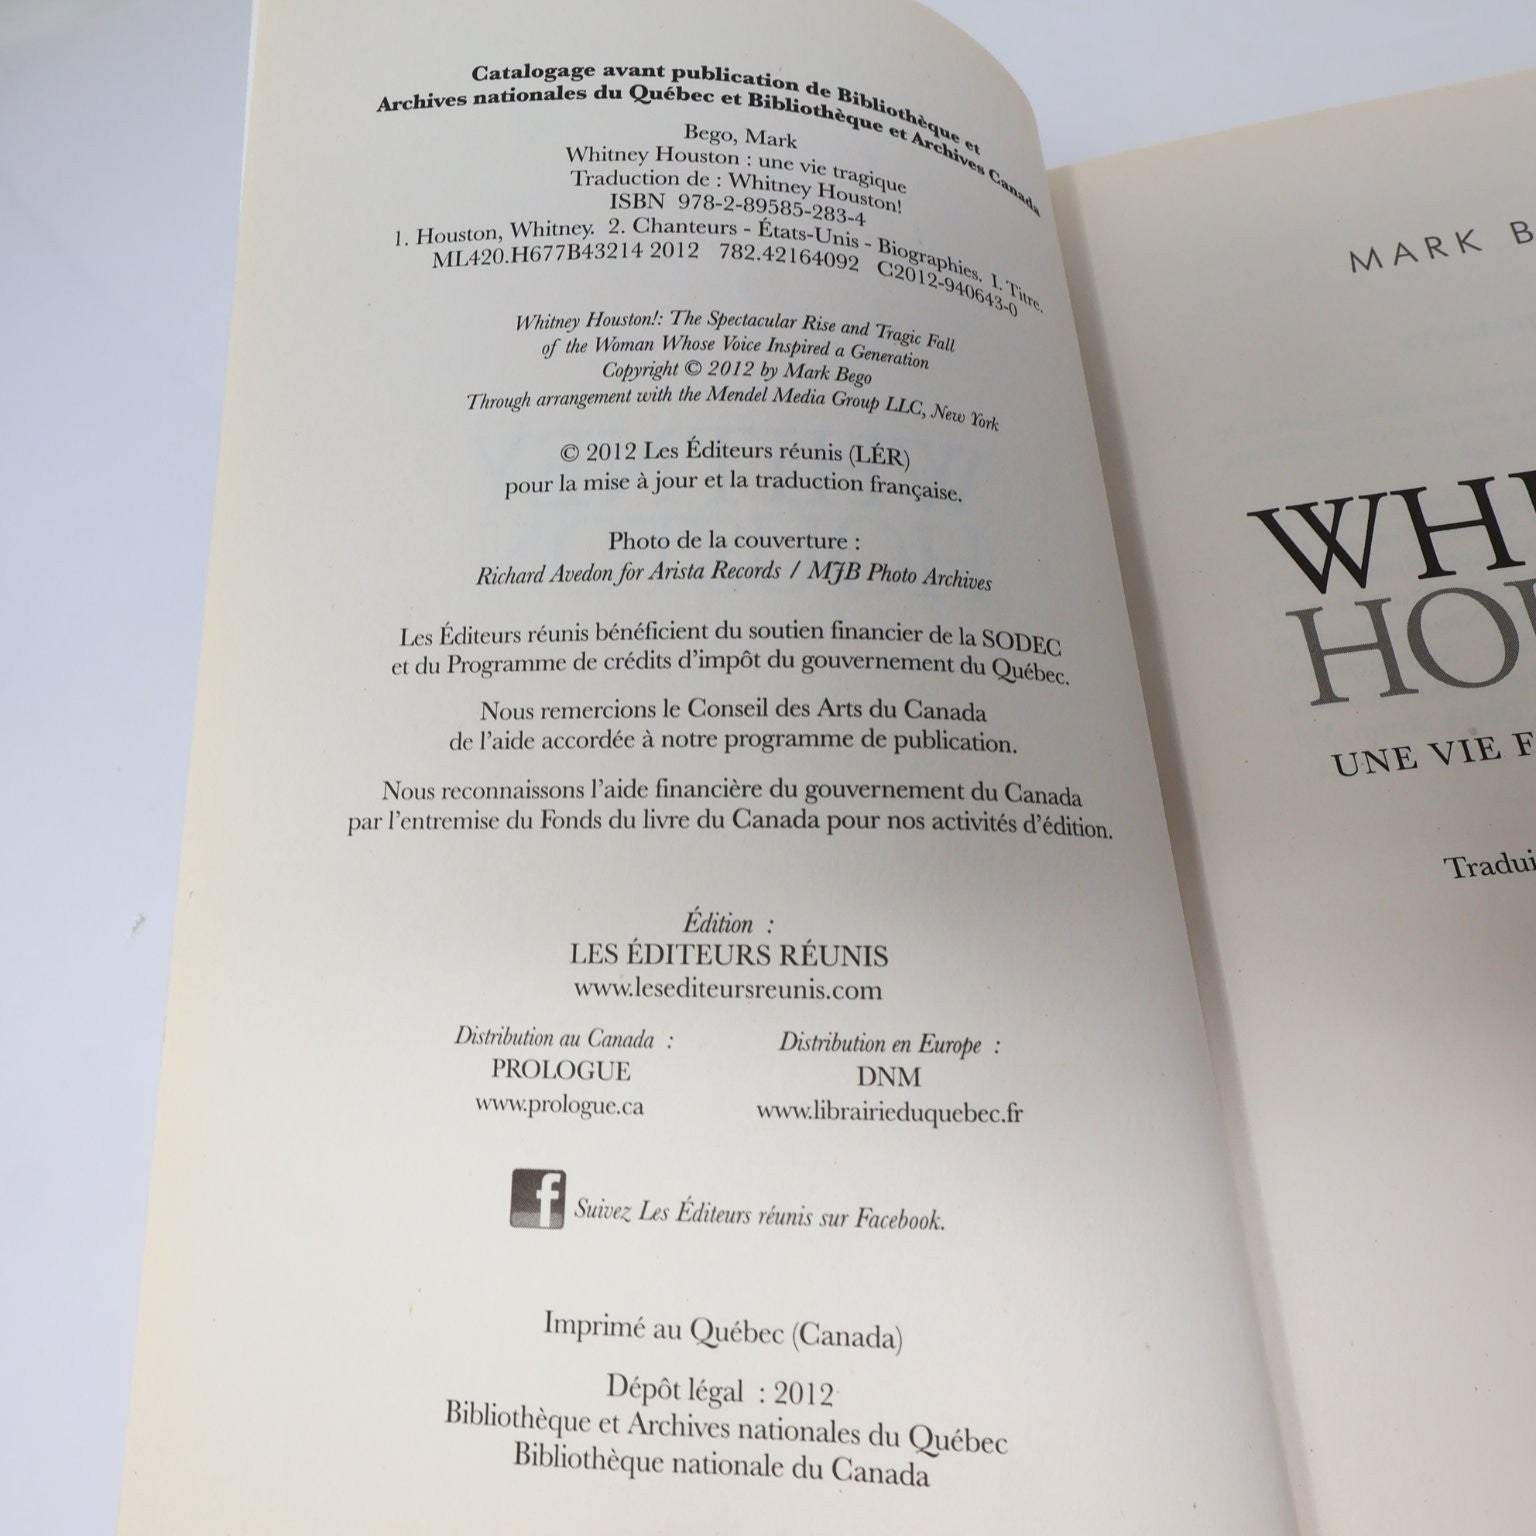 Catalogage avant publication de Bibliothèque et
Archives nationales du Québec et Bibliothèque et Archives Canada
Bego, Mark
Whitney Houston : une vie tragique
Traduction de : Whitney Houston!
ISBN 978-2-89585-283-4
1. Houston, Whitney. 2. Chanteurs - États-Unis - Biographies. I. Titre.
ML420.H677B43214 2012 782.42164092 C2012-940643-0
Whitney Houston!: The Spectacular Rise and Tragic Fall
of the Woman Whose Voice Inspired a Generation
Copyright © 2012 by Mark Bego
Through arrangement with the Mendel Media Group LLC, New York
© 2012 Les Éditeurs réunis (LÉR)
pour la mise à jour et la traduction française.
Photo de la couverture :
Richard Avedon for Arista Records / MJB Photo Archives
Les Éditeurs réunis bénéficient du soutien financier de la SODEC
et du Programme de crédits d'impôt du gouvernement du Québec.
Nous remercions le Conseil des Arts du Canada
de l'aide accordée à notre programme de publication.
Nous reconnaissons l'aide financière du gouvernement du Canada
par l'entremise du Fonds du livre du Canada pour nos activités d'édition.
Édition :
LES ÉDITEURS RÉUNIS
www.lesediteursreunis.com
Distribution au Canada :
PROLOGUE
www.prologue.ca
Distribution en Europe :
DNM
www.librairieduquebec.fr
f Suivez Les Éditeurs réunis sur Facebook.
Imprimé au Québec (Canada)
Dépôt légal : 2012
Bibliothèque et Archives nationales du Québec
Bibliothèque nationale du Canada
MARK B
WHI
HOU
UNE VIE F
Tradui